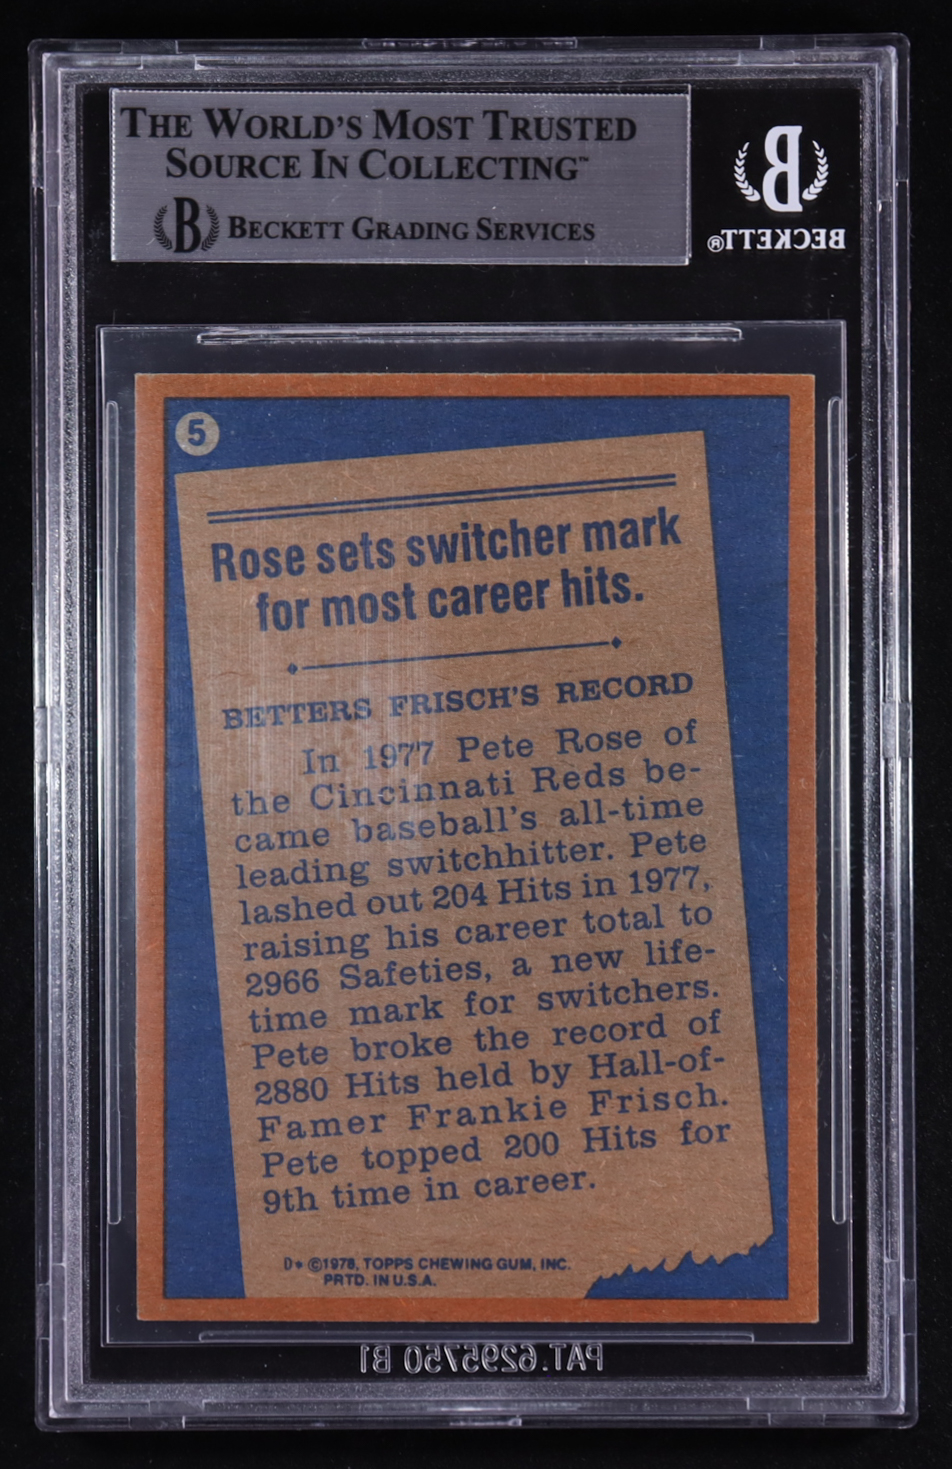 THE WORLD'S MOST TRUSTED
SOURCE IN COLLECTING™
B BECKETT GRADING SERVICES
B
BECKETT®
5
Rose sets switcher mark
for most career hits.
BETTERS FRISCH'S RECORD
In 1977 Pete Rose of
the Cincinnati Reds be-
came baseball's all-time
leading switchhitter. Pete
lashed out 204 Hits in 1977,
raising his career total to
2966 Safeties, a new life-
time mark for switchers.
Pete broke the record of
2880 Hits held by Hall-of-
Famer Frankie Frisch.
Pete topped 200 Hits for
9th time in career.
D* ©1978, TOPPS CHEWING GUM, INC.
PRTD. IN U.S.A.
PAT. 6295750 B1